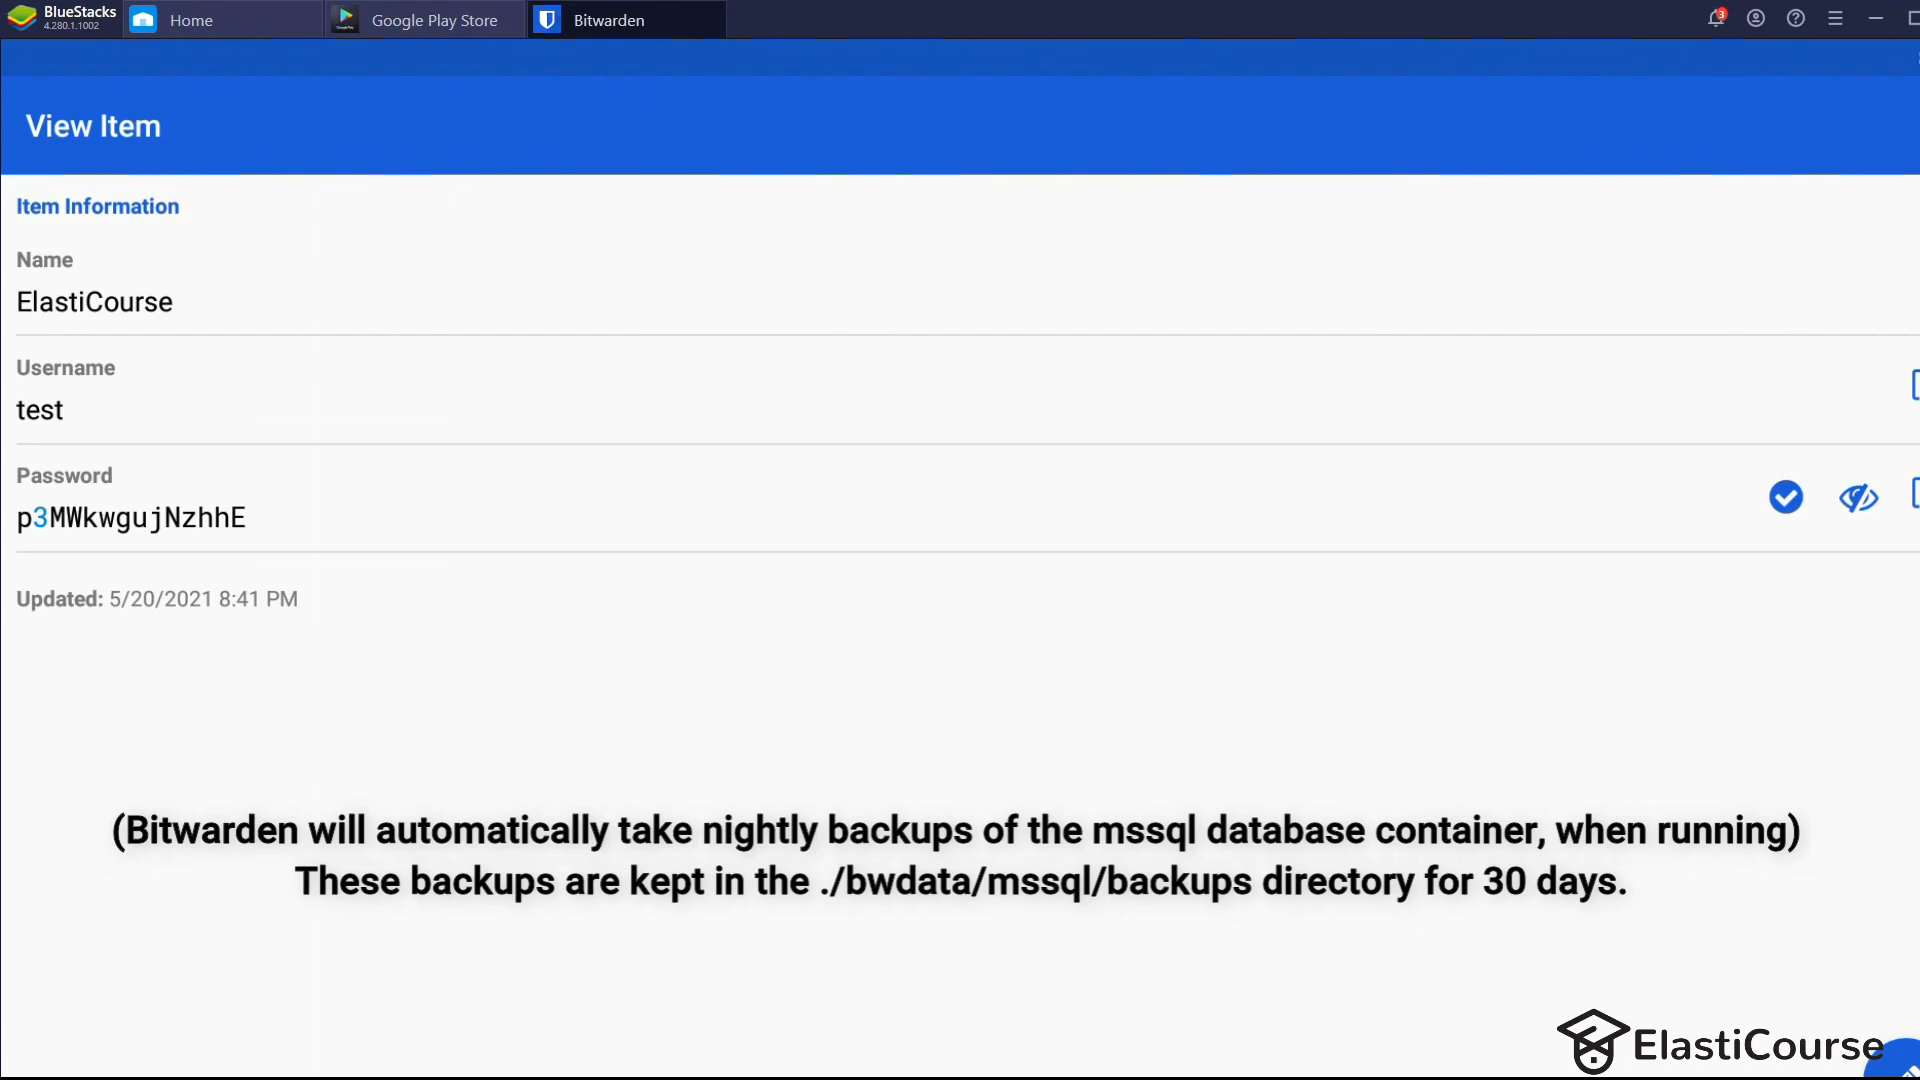 BlueStacks
4.280.1.1002
Home
Google Play Store
Bitwarden
3
View Item
Item Information
Name
ElastiCourse
Username
test
Password
p3MWkwgujNzhhE
Updated: 5/20/2021 8:41 PM
(Bitwarden will automatically take nightly backups of the mssql database container, when running)
These backups are kept in the ./bwdata/mssql/backups directory for 30 days.
ElastiCourse